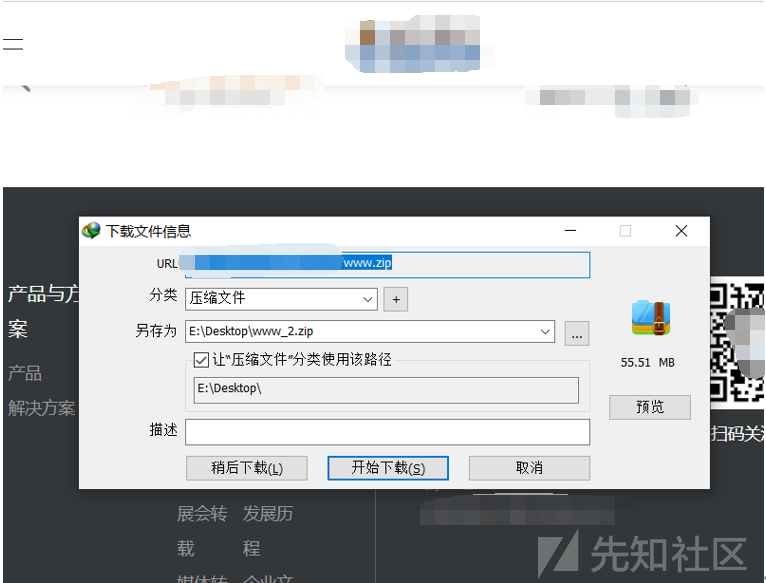 下载文件信息
URL
/www.zip
分类
压缩文件
+
另存为
E:\Desktop\www_2.zip
...
让"压缩文件"分类使用该路径
E:\Desktop\
描述
55.51 MB
预览
稍后下载(L)
开始下载(S)
取消
产品与方
案
产品
解决方案
扫码关注
展会转
发展历
载
程
媒体转
企业文
先知社区